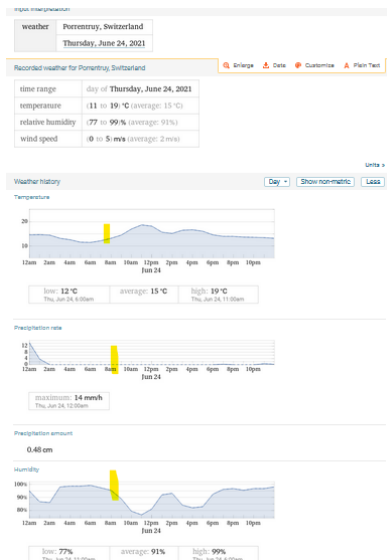 Input interpretation
weather
Porrentruy, Switzerland
Thursday, June 24, 2021
Recorded weather for Porrentruy, Switzerland
Enlarge Data Customize A Plain Text
time range day of Thursday, June 24, 2021
temperature (11 to 19) °C (average: 15 °C)
relative humidity (77 to 99)% (average: 91%)
wind speed (0 to 5) m/s (average: 2 m/s)
Units »
Weather history Day Show non-metric Less
Temperature
20
10
12am 2am 4am 6am 8am 10am 12pm 2pm 4pm 6pm 8pm 10pm
Jun 24
low: 12 °C average: 15 °C high: 19 °C
Thu, Jun 24, 6:00am Thu, Jun 24, 11:00am
Precipitation rate
12
8
4
0
12am 2am 4am 6am 8am 10am 12pm 2pm 4pm 6pm 8pm 10pm
Jun 24
maximum: 14 mm/h
Thu, Jun 24, 12:00am
Precipitation amount
0.48 cm
Humidity
100%
90%
80%
12am 2am 4am 6am 8am 10am 12pm 2pm 4pm 6pm 8pm 10pm
Jun 24
low: 77% average: 91% high: 99%